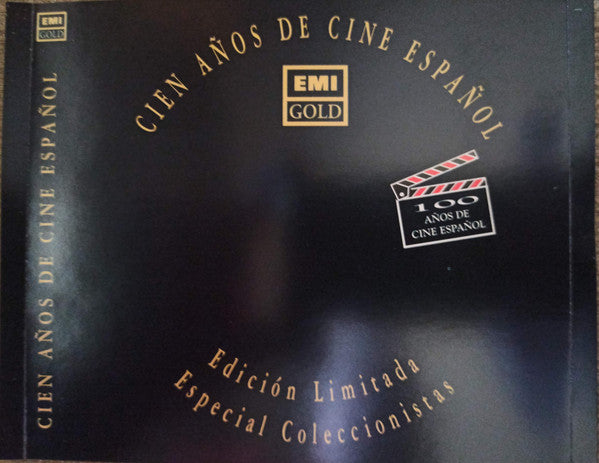 EMI
GOLD
CIEN AÑOS DE CINE ESPAÑOL
CIEN AÑOS DE CINE ESPAÑOL
EMI
GOLD
100
AÑOS DE
CINE ESPAÑOL
Edición Limitada
Especial Coleccionistas